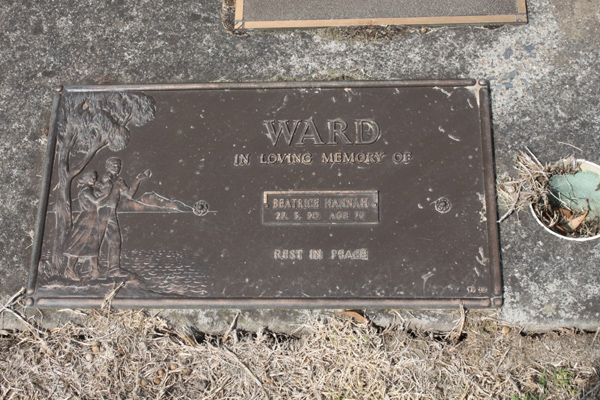 WARD
IN LOVING MEMORY OF
BEATRICE HANNAH
REST IN PEACE